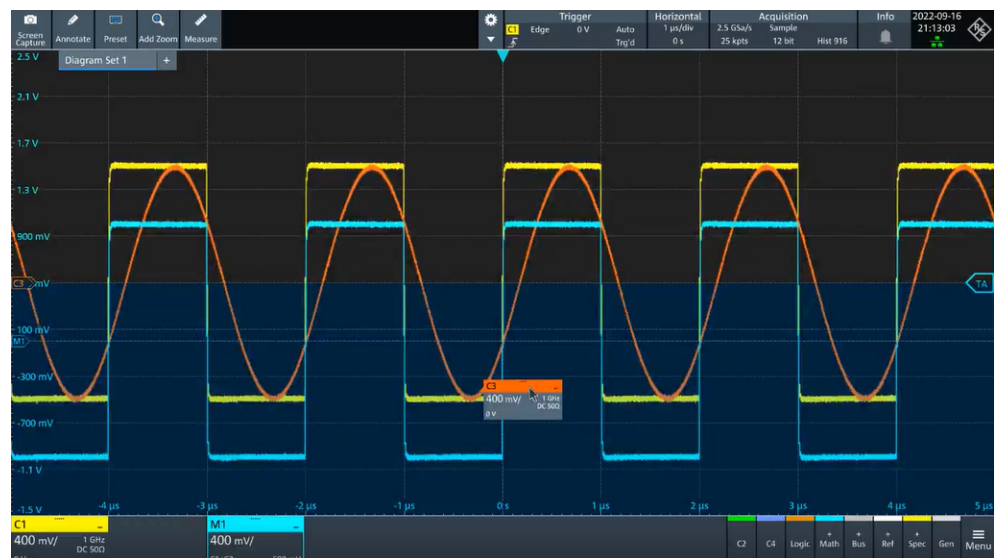 Screen
Capture
Annotate
Preset
Add Zoom
Measure
C1
Edge
Trigger
0 V
Auto
Trg'd
Horizontal
1 µs/div
0 s
Acquisition
2.5 GSa/s
Sample
25 kpts
12 bit
Hist 916
Info
2022-09-16
21:13:03
R&S
2.5 V
Diagram Set 1
+
2.1 V
1.7 V
1.3 V
900 mV
C3
mV
TA
100 mV
M1
-300 mV
-700 mV
-1.1 V
-1.5 V
C3
400 mV/
1 GHz
DC 50Ω
0 V
-4 µs
-3 µs
-2 µs
-1 µs
0 s
1 µs
2 µs
3 µs
4 µs
5 µs
C1
400 mV/
1 GHz
DC 50Ω
M1
400 mV/
C2
C4
Logic
+
Math
+
Bus
+
Ref
+
Spec
Gen
Menu